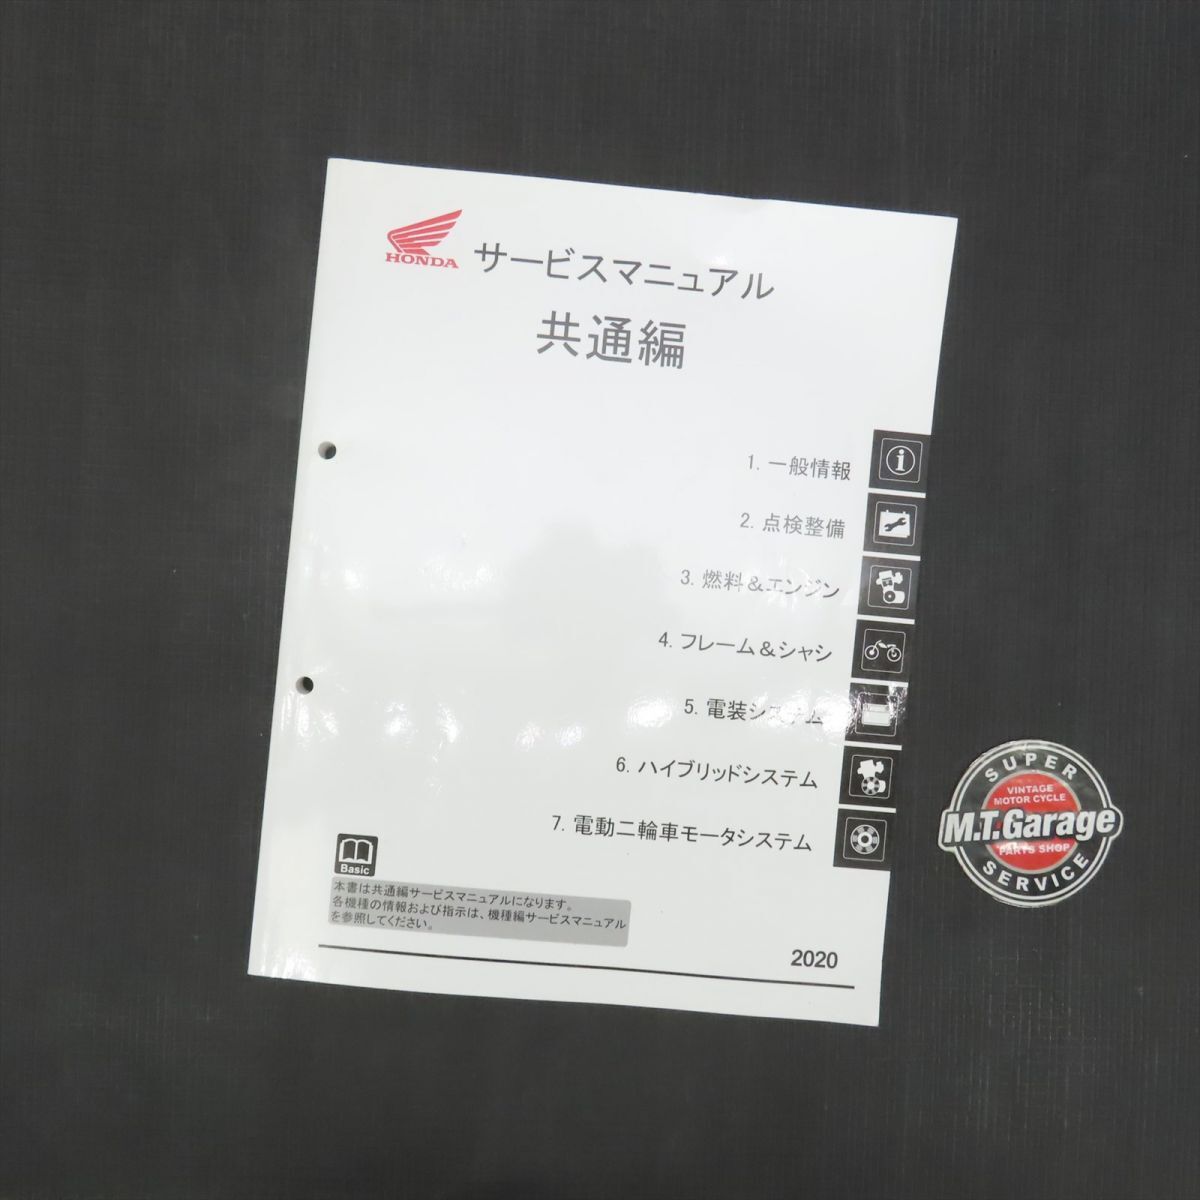 HONDA
サービスマニュアル
共通編
1. 一般情報
2. 点検整備
3. 燃料＆エンジン
4. フレーム＆シャシ
5. 電装システム
6. ハイブリッドシステム
7. 電動二輪車モータシステム
Basic
本書は共通編サービスマニュアルになります。
各機種の情報および指示は、機種編サービスマニュアル
を参照してください。
2020
SUPER
VINTAGE
MOTOR CYCLE
M.T.Garage
PARTS SHOP
SERVICE